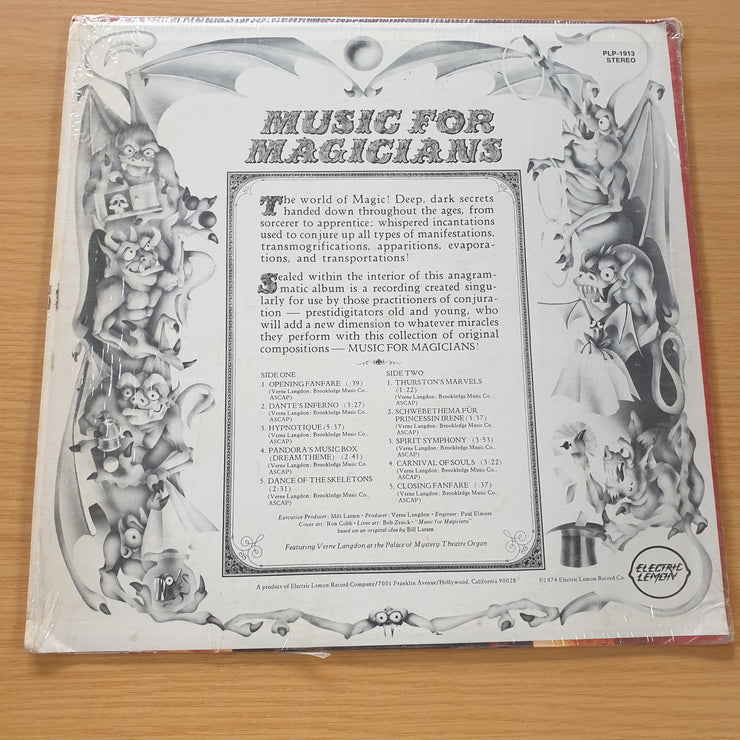 PLP-1913
STEREO
MUSIC FOR
MAGICIANS
The world of Magic! Deep, dark secrets
handed down throughout the ages, from
sorcerer to apprentice; whispered incantations
used to conjure up all types of manifestations,
transmogrifications, apparitions, evapora-
tions, and transportations!
Sealed within the interior of this anagram-
matic album is a recording created singu-
larly for use by those practitioners of conjura-
tion — prestidigitators old and young, who
will add a new dimension to whatever miracles
they perform with this collection of original
compositions — MUSIC FOR MAGICIANS!
SIDE ONE
1. OPENING FANFARE (:39)
(Verne Langdon: Brookledge Music Co.,
ASCAP)
2. DANTE'S INFERNO (3:27)
(Verne Langdon: Brookledge Music Co.,
ASCAP)
3. HYPNOTIQUE (5:37)
(Verne Langdon: Brookledge Music Co.,
ASCAP)
4. PANDORA'S MUSIC BOX
(DREAM THEME) (2:41)
(Verne Langdon: Brookledge Music Co.,
ASCAP)
5. DANCE OF THE SKELETONS
(2:31)
(Verne Langdon: Brookledge Music Co.,
ASCAP)
SIDE TWO
1. THURSTON'S MARVELS
(1:22)
(Verne Langdon: Brookledge Music Co.,
ASCAP)
2. SCHWEBETHEMA FÜR
PRINCESSIN IRENE (3:37)
(Verne Langdon: Brookledge Music Co.,
ASCAP)
3. SPIRIT SYMPHONY (3:53)
(Verne Langdon: Brookledge Music Co.,
ASCAP)
4. CARNIVAL OF SOULS (3:22)
(Verne Langdon: Brookledge Music Co.,
ASCAP)
5. CLOSING FANFARE (:37)
(Verne Langdon: Brookledge Music Co.,
ASCAP)
Executive Producer: Milt Larsen • Producer: Verne Langdon • Engineer: Paul Elmore
Cover art: Ron Cobb • Liner art: Bob Zraick • "Music for Magicians"
based on an original idea by Bill Larsen
Featuring Verne Langdon at the Palace of Mystery Theatre Organ
A product of Electric Lemon Record Company/7001 Franklin Avenue/Hollywood, California 90028
©1974 Electric Lemon Record Co.
ELECTRIC
LEMON